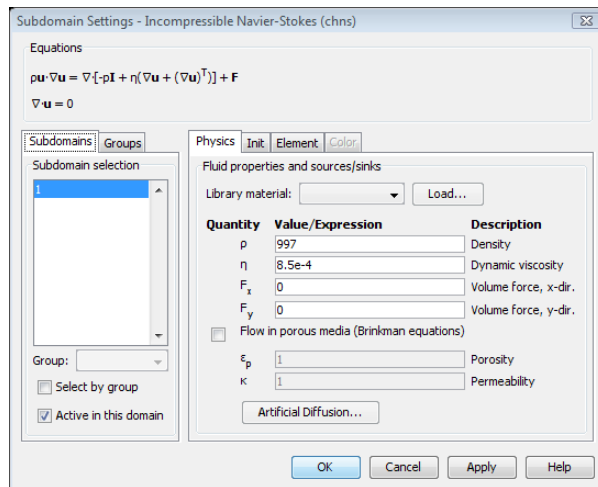 Subdomain Settings - Incompressible Navier-Stokes (chns)
Equations
ρu·∇u = ∇·[-pI + η(∇u + (∇u)ᵀ)] + F
∇·u = 0
Subdomains Groups
Subdomain selection
1
Group:
Select by group
Active in this domain
Physics Init Element Color
Fluid properties and sources/sinks
Library material: Load...
Quantity Value/Expression Description
ρ 997 Density
η 8.5e-4 Dynamic viscosity
Fx 0 Volume force, x-dir.
Fy 0 Volume force, y-dir.
Flow in porous media (Brinkman equations)
εp 1 Porosity
κ 1 Permeability
Artificial Diffusion...
OK Cancel Apply Help